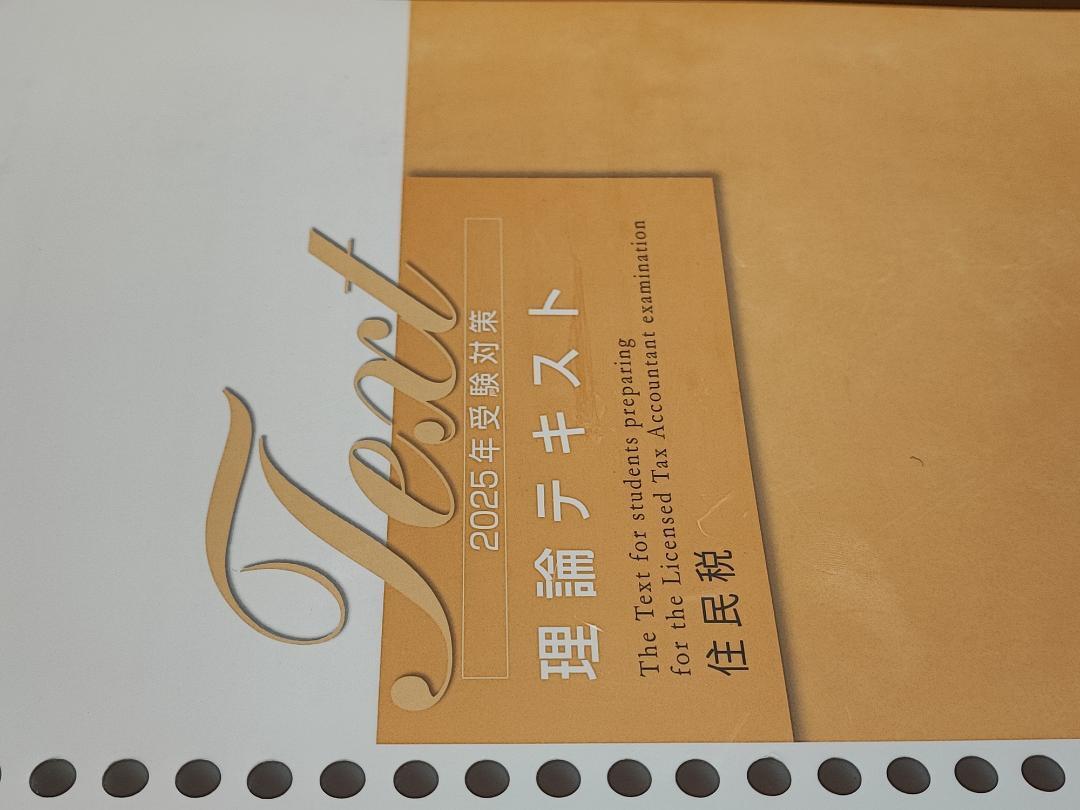 Text
2025年受験対策
理論テキスト
The Text for students preparing
for the Licensed Tax Accountant examination
住民税